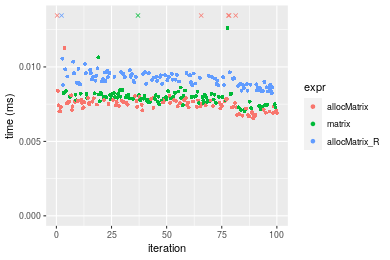 time (ms)
0.010
0.005
0.000
0
25
50
75
100
iteration
expr
allocMatrix
matrix
allocMatrix_R